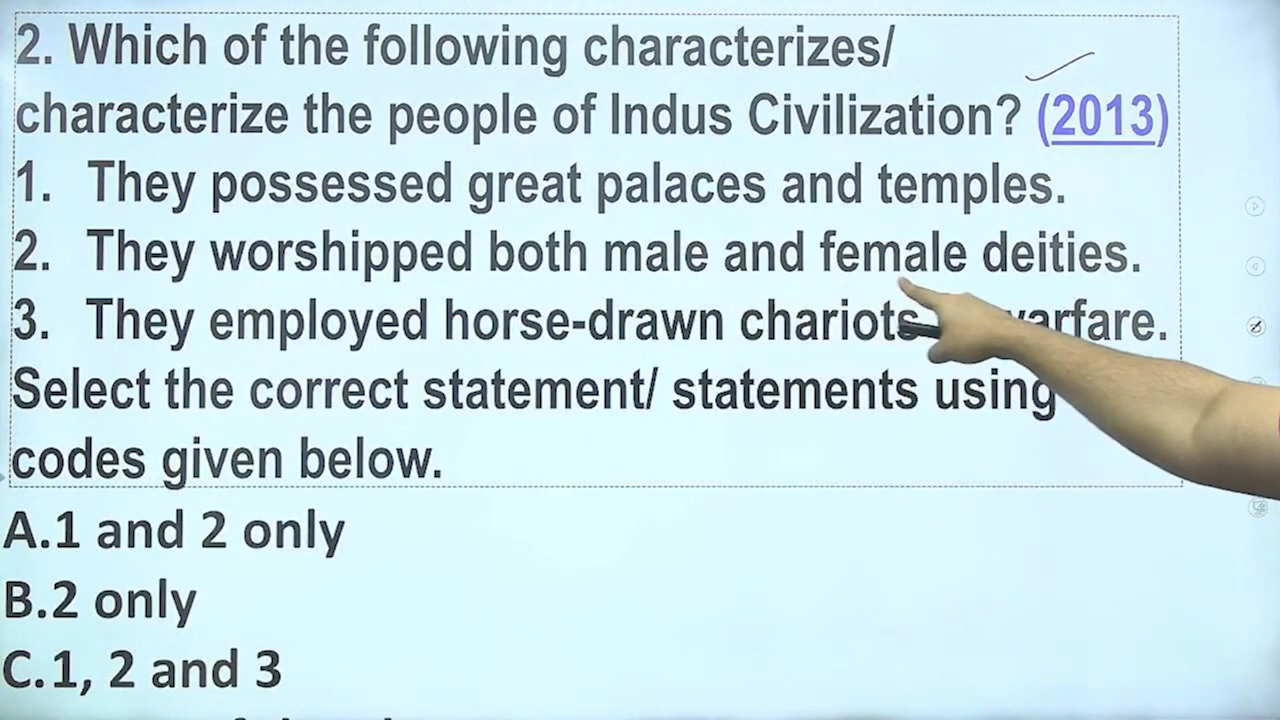 2. Which of the following characterizes/
characterize the people of Indus Civilization? (2013)
1. They possessed great palaces and temples.
2. They worshipped both male and female deities.
3. They employed horse-drawn chariots warfare.
Select the correct statement/ statements using
codes given below.
A.1 and 2 only
B.2 only
C.1, 2 and 3